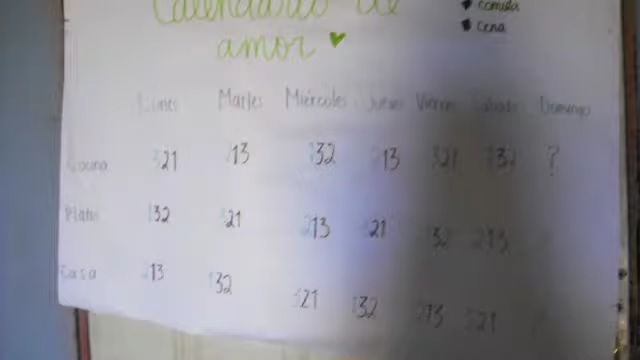 Calendario de
amor
comida
cena
Lunes Martes Miércoles Jueves Viernes Sábado Domingo
321 213 132 213 321 132 ?
Plato 132 321 213 321 132 213
Casa 213 132 321 132 213 321